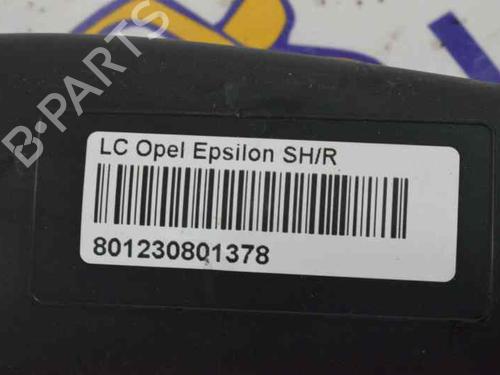 B-PARTS
LC Opel Epsilon SH/R
801230801378